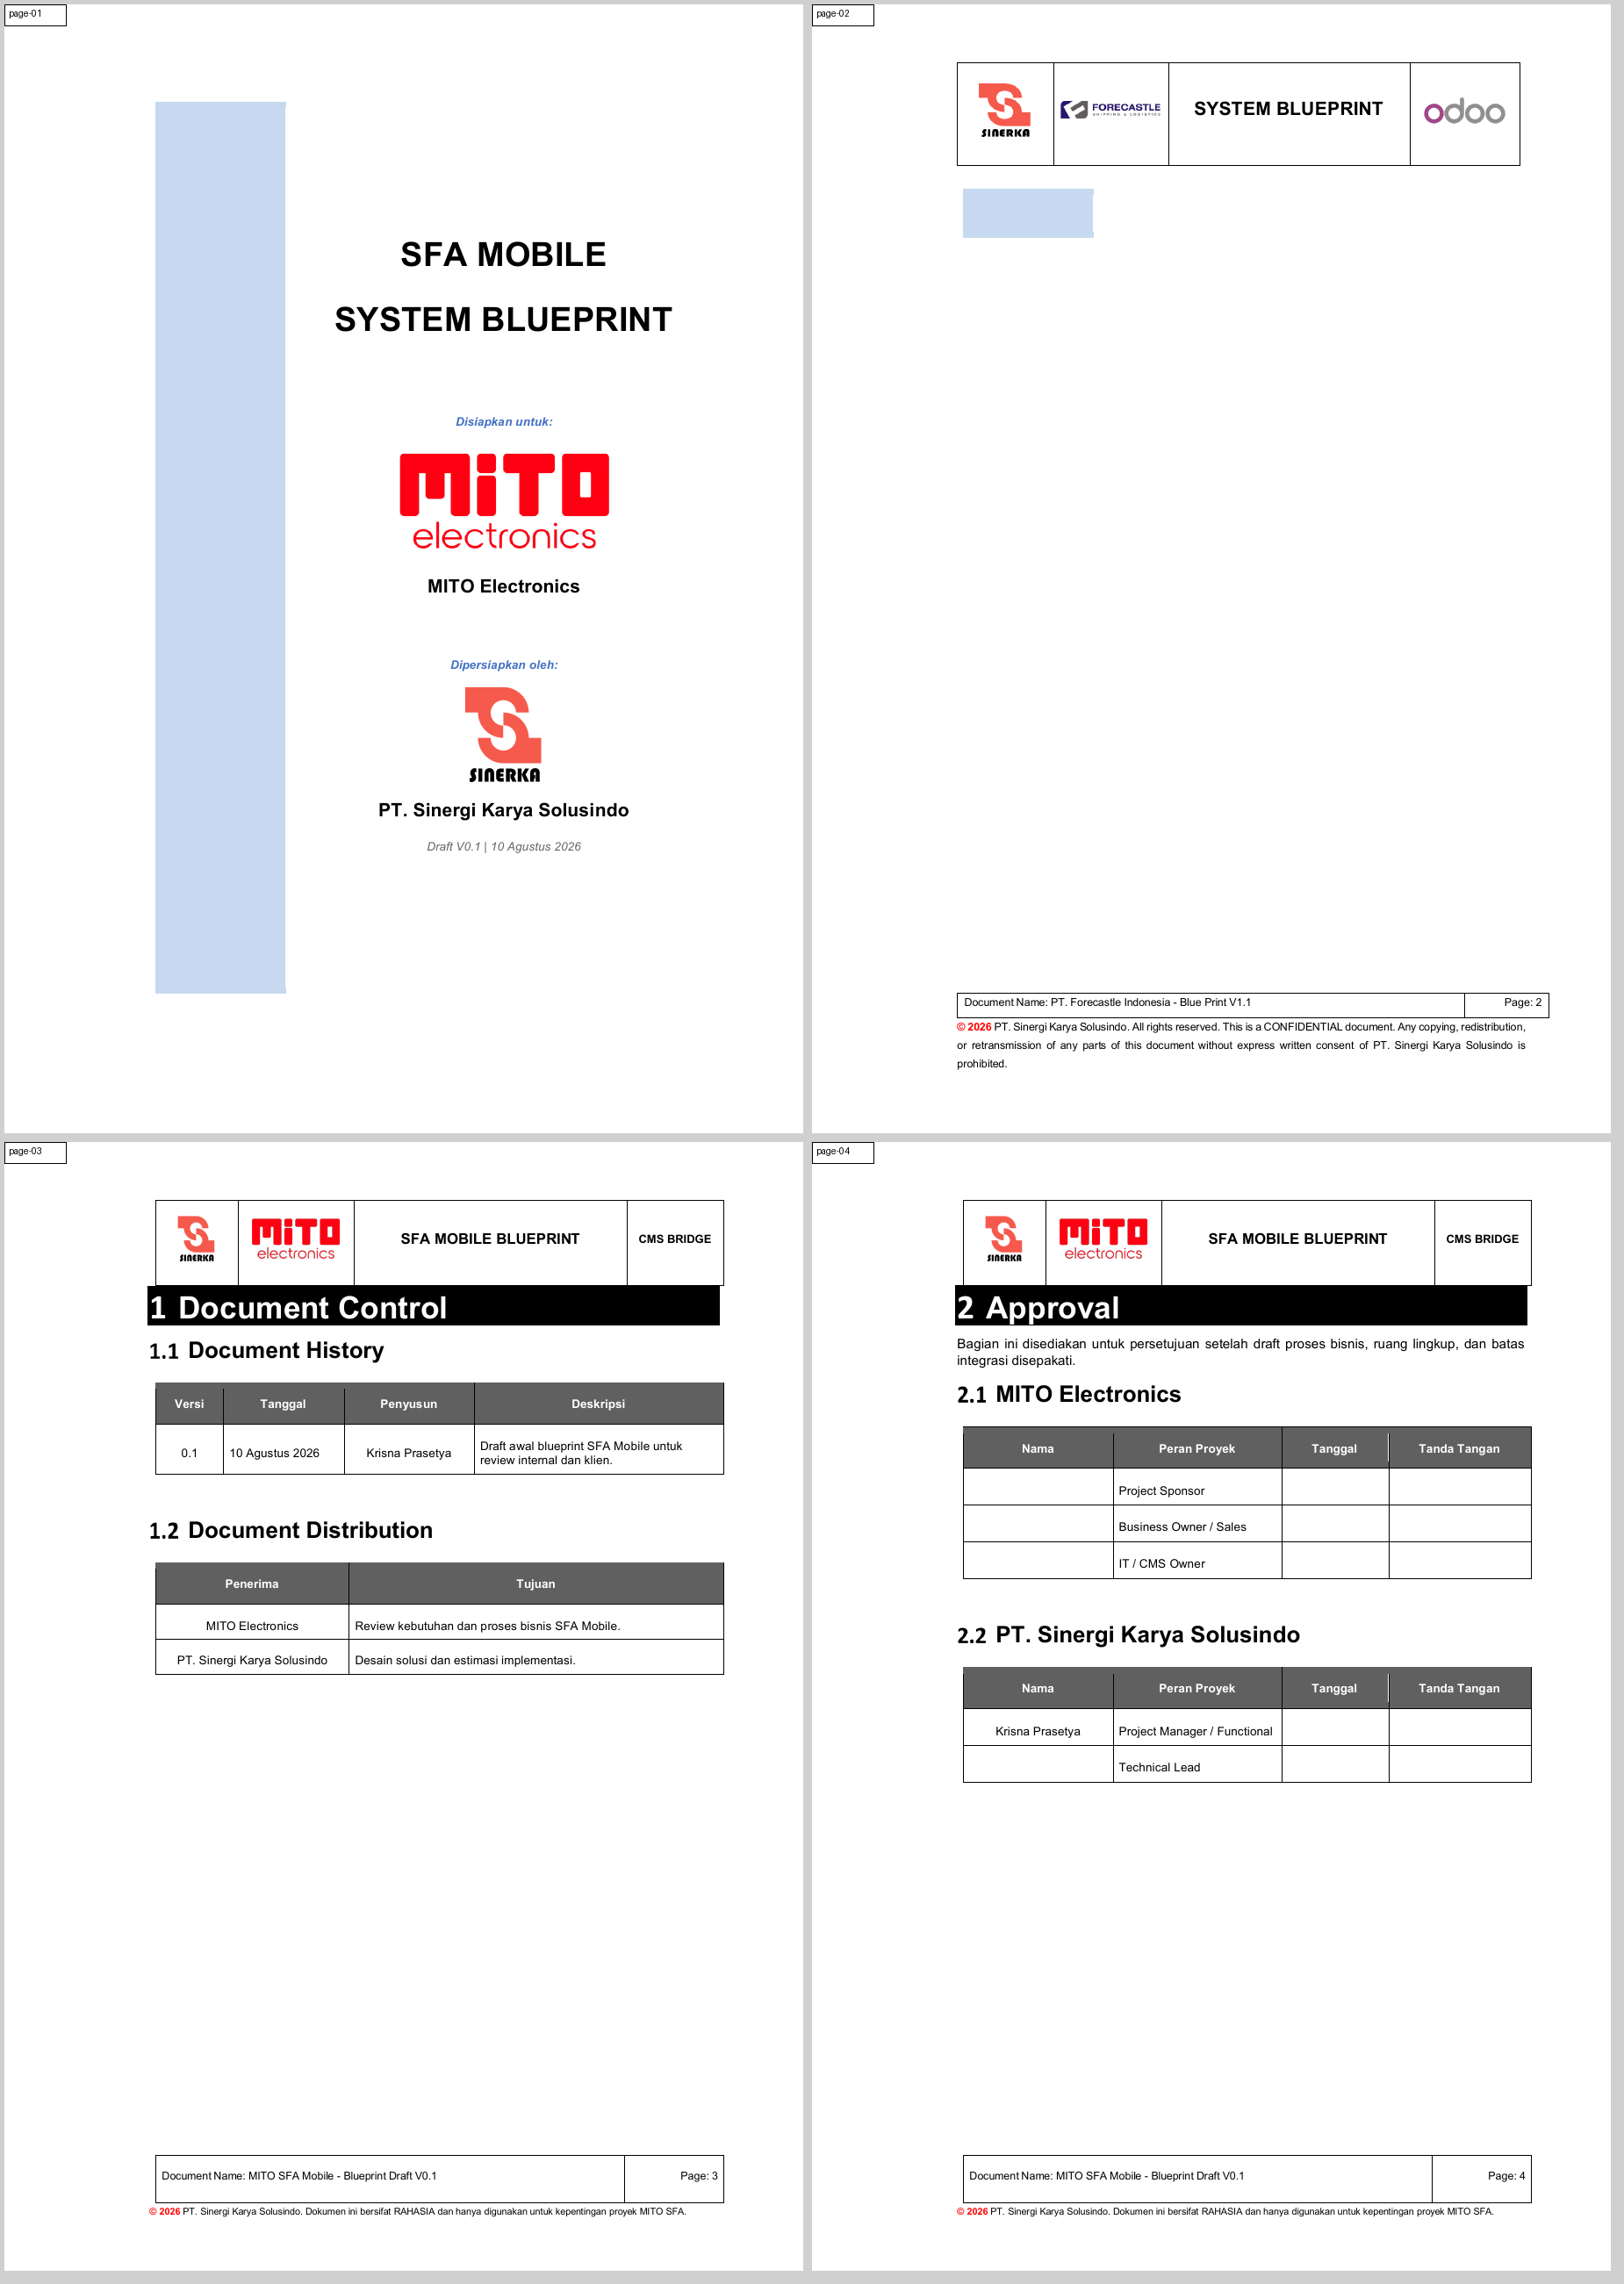 page-01
SFA MOBILE
SYSTEM BLUEPRINT
Disiapkan untuk:
MiTO
electronics
MITO Electronics
Dipersiapkan oleh:
SINERKA
PT. Sinergi Karya Solusindo
Draft V0.1 | 10 Agustus 2026
page-02
SINERKA
FORECASTLE
SHIPPING & LOGISTICS
SYSTEM BLUEPRINT
odoo
Document Name: PT. Forecastle Indonesia - Blue Print V1.1
Page: 2
© 2026 PT. Sinergi Karya Solusindo. All rights reserved. This is a CONFIDENTIAL document. Any copying, redistribution,
or retransmission of any parts of this document without express written consent of PT. Sinergi Karya Solusindo is
prohibited.
page-03
SINERKA
MiTO
electronics
SFA MOBILE BLUEPRINT
CMS BRIDGE
1 Document Control
1.1 Document History
Versi Tanggal Penyusun Deskripsi
0.1 10 Agustus 2026 Krisna Prasetya Draft awal blueprint SFA Mobile untuk
review internal dan klien.
1.2 Document Distribution
Penerima Tujuan
MITO Electronics Review kebutuhan dan proses bisnis SFA Mobile.
PT. Sinergi Karya Solusindo Desain solusi dan estimasi implementasi.
Document Name: MITO SFA Mobile - Blueprint Draft V0.1
Page: 3
© 2026 PT. Sinergi Karya Solusindo. Dokumen ini bersifat RAHASIA dan hanya digunakan untuk kepentingan proyek MITO SFA.
page-04
SINERKA
MiTO
electronics
SFA MOBILE BLUEPRINT
CMS BRIDGE
2 Approval
Bagian ini disediakan untuk persetujuan setelah draft proses bisnis, ruang lingkup, dan batas
integrasi disepakati.
2.1 MITO Electronics
Nama Peran Proyek Tanggal Tanda Tangan
Project Sponsor
Business Owner / Sales
IT / CMS Owner
2.2 PT. Sinergi Karya Solusindo
Nama Peran Proyek Tanggal Tanda Tangan
Krisna Prasetya Project Manager / Functional
Technical Lead
Document Name: MITO SFA Mobile - Blueprint Draft V0.1
Page: 4
© 2026 PT. Sinergi Karya Solusindo. Dokumen ini bersifat RAHASIA dan hanya digunakan untuk kepentingan proyek MITO SFA.